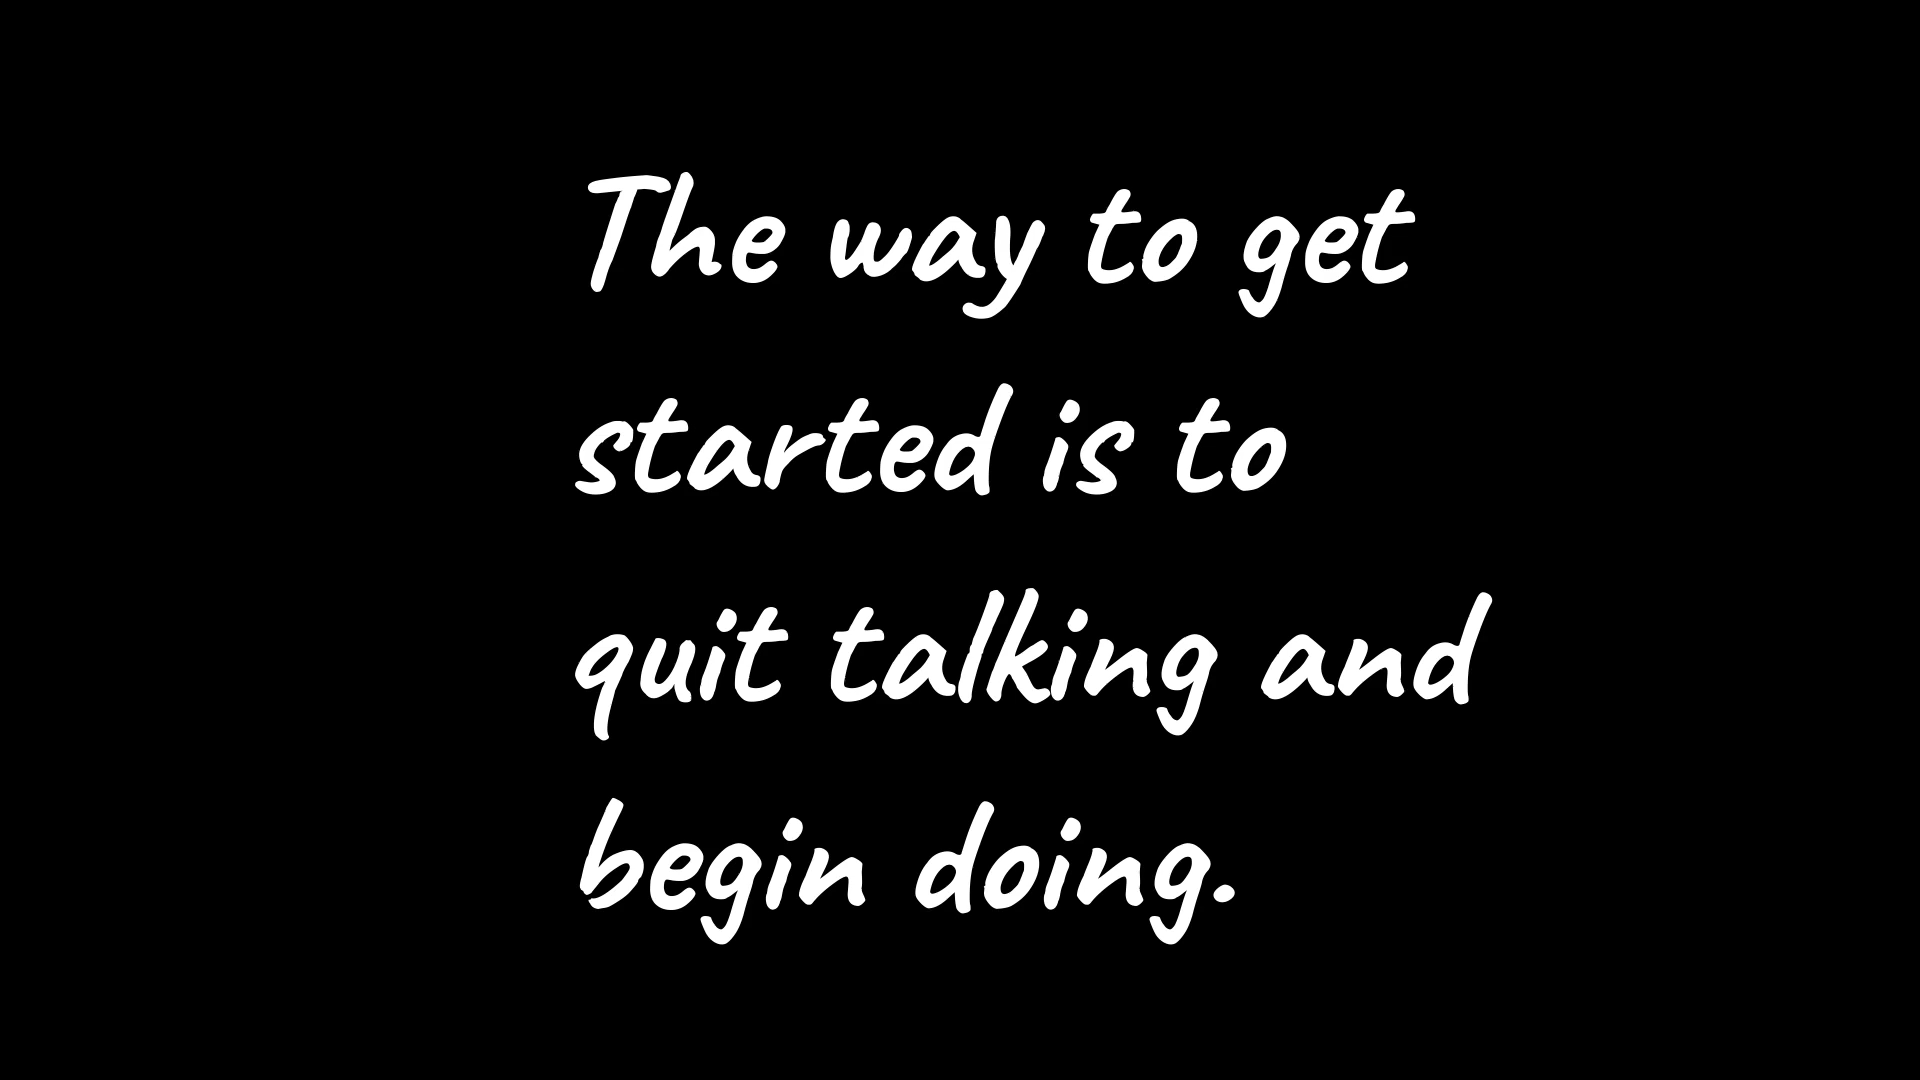 The way to get
started is to
quit talking and
begin doing.